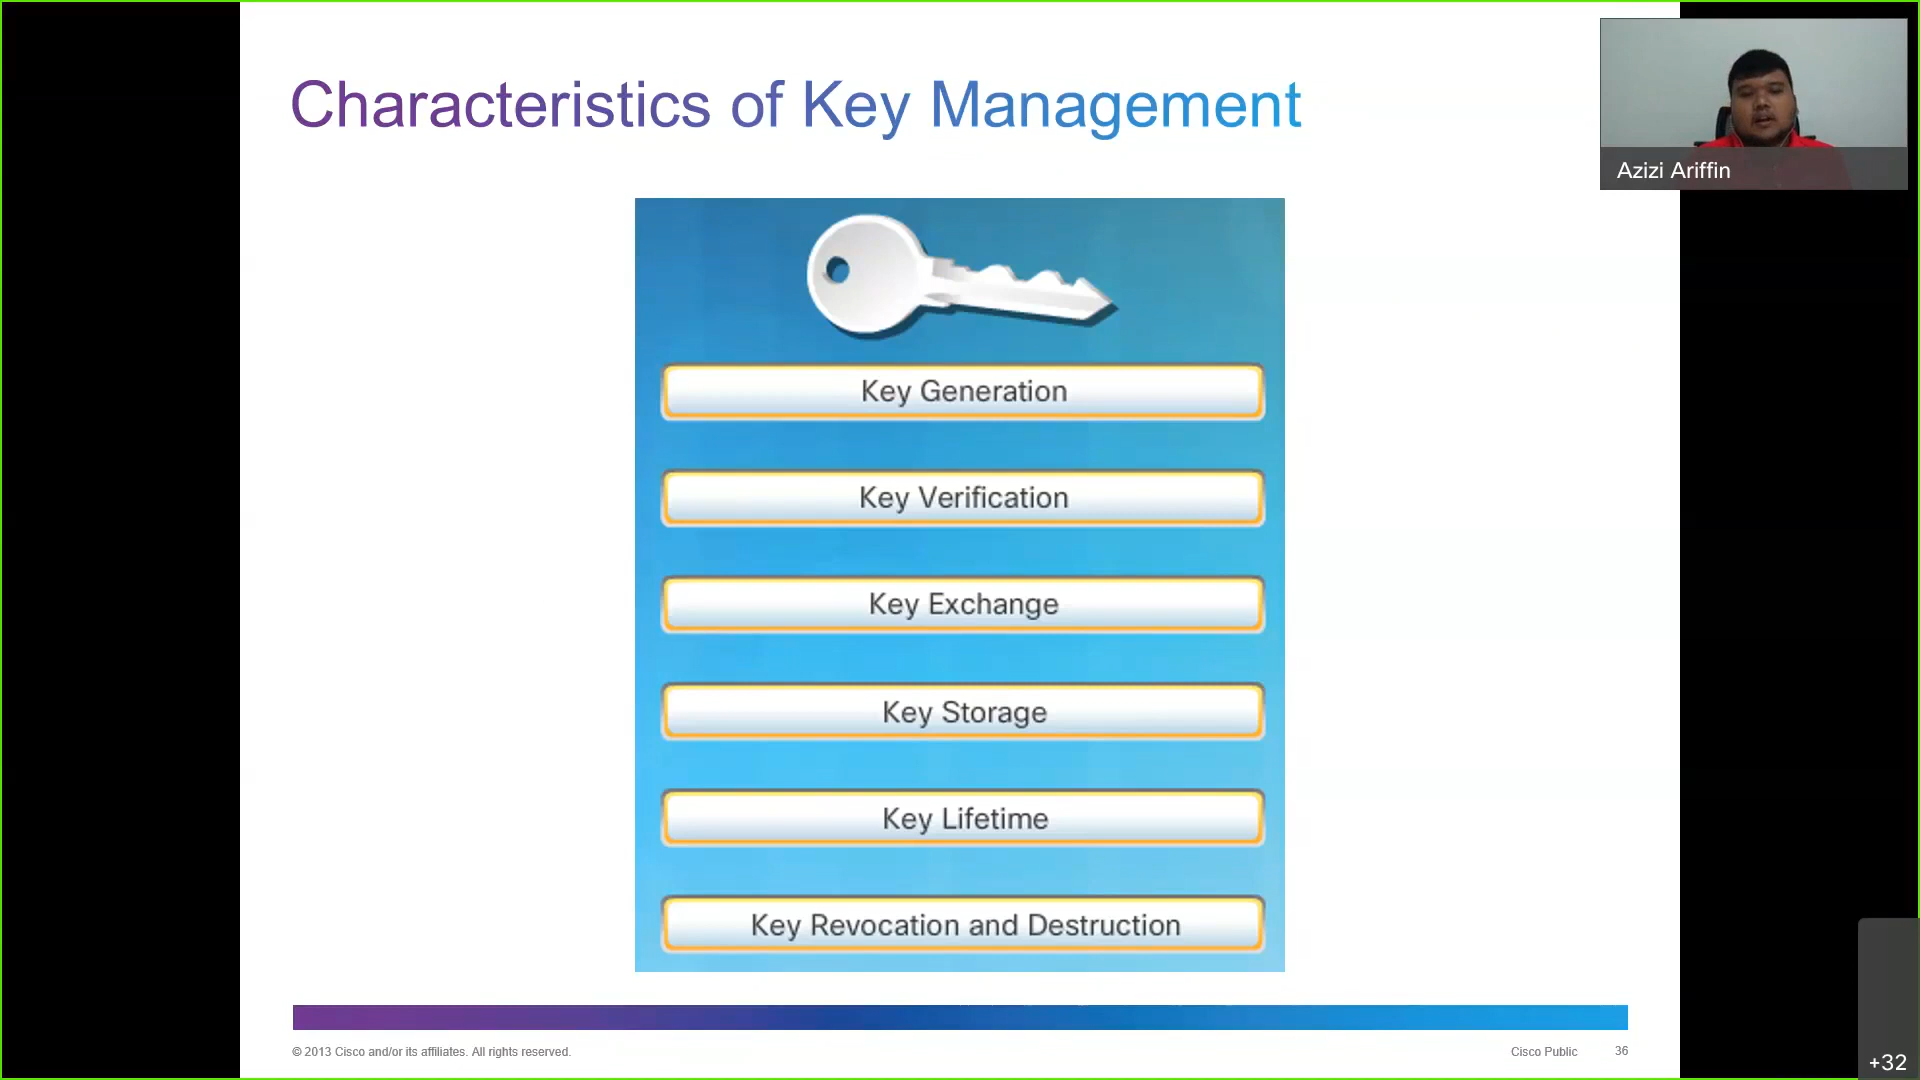 Characteristics of Key Management
Azizi Ariffin
Key Generation
Key Verification
Key Exchange
Key Storage
Key Lifetime
Key Revocation and Destruction
© 2013 Cisco and/or its affiliates. All rights reserved.
Cisco Public
36
+32